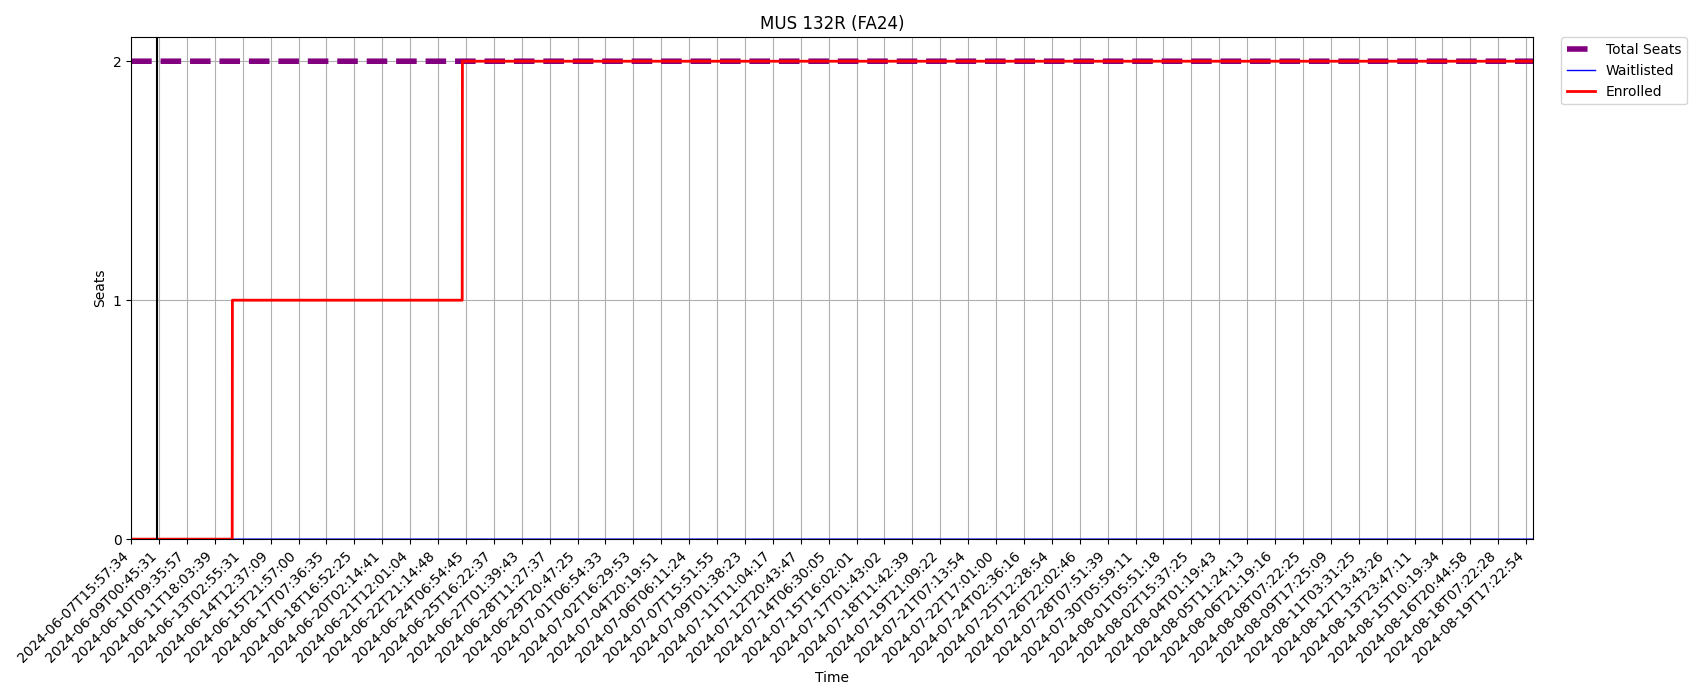 MUS 132R (FA24)
Total Seats
Waitlisted
Enrolled
2
1
0
Seats
2024-06-07T15:57:34
2024-06-09T00:45:31
2024-06-10T09:35:57
2024-06-11T18:03:39
2024-06-13T02:55:31
2024-06-14T12:37:09
2024-06-15T21:57:00
2024-06-17T07:36:35
2024-06-18T16:52:25
2024-06-20T02:14:41
2024-06-21T12:01:04
2024-06-22T21:14:48
2024-06-24T06:54:45
2024-06-25T16:22:37
2024-06-27T01:39:43
2024-06-28T11:27:37
2024-06-29T20:47:25
2024-07-01T06:54:33
2024-07-02T16:29:53
2024-07-04T20:19:51
2024-07-06T06:11:24
2024-07-07T15:51:55
2024-07-09T01:38:23
2024-07-11T11:04:17
2024-07-12T20:43:47
2024-07-14T06:30:05
2024-07-15T16:02:01
2024-07-17T01:43:02
2024-07-18T11:42:39
2024-07-19T21:09:22
2024-07-21T07:13:54
2024-07-22T17:01:00
2024-07-24T02:36:16
2024-07-25T12:28:54
2024-07-26T22:02:46
2024-07-28T07:51:39
2024-07-30T05:59:11
2024-08-01T05:51:18
2024-08-02T15:37:25
2024-08-04T01:19:43
2024-08-05T11:24:13
2024-08-06T21:19:16
2024-08-08T07:22:25
2024-08-09T17:25:09
2024-08-11T03:31:25
2024-08-12T13:43:26
2024-08-13T23:47:11
2024-08-15T10:19:34
2024-08-16T20:44:58
2024-08-18T07:22:28
2024-08-19T17:22:54
Time